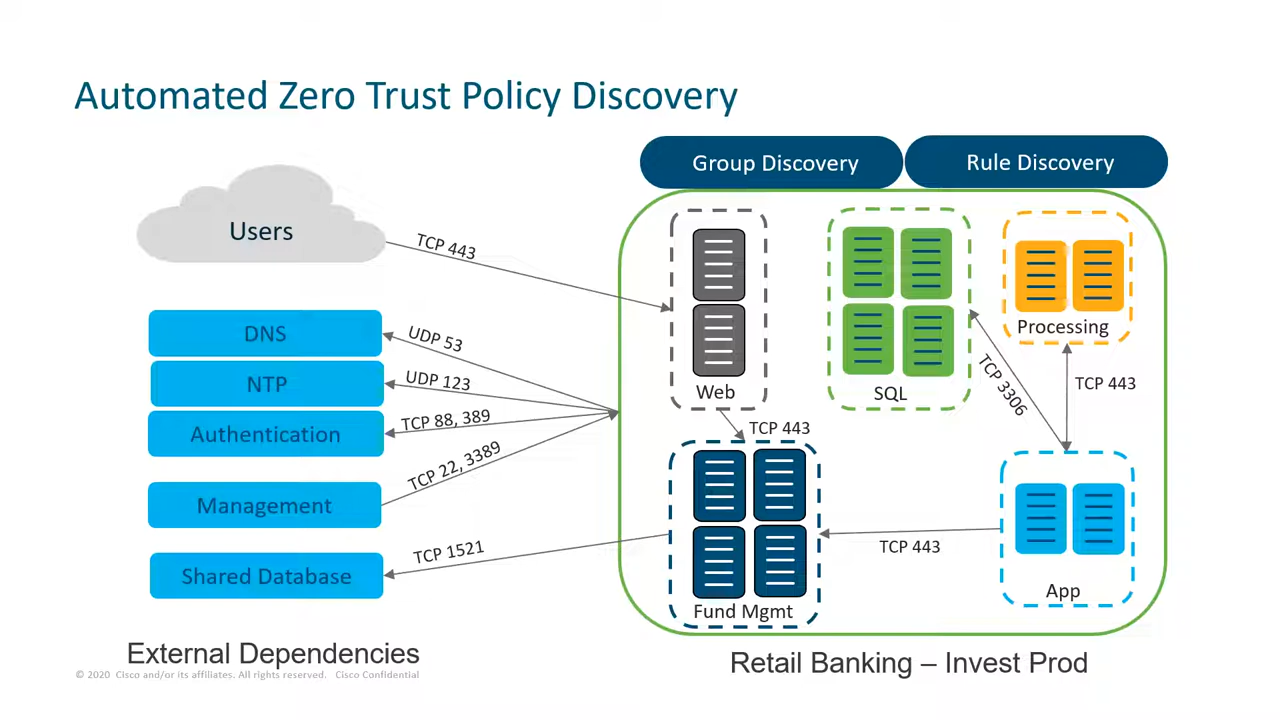 Automated Zero Trust Policy Discovery
Group Discovery
Rule Discovery
Users
TCP 443
DNS
UDP 53
NTP
UDP 123
Authentication
TCP 88, 389
Management
TCP 22, 3389
Shared Database
TCP 1521
Web
SQL
Processing
TCP 443
TCP 3306
TCP 443
Fund Mgmt
TCP 443
App
External Dependencies
Retail Banking – Invest Prod
© 2020 Cisco and/or its affiliates. All rights reserved. Cisco Confidential